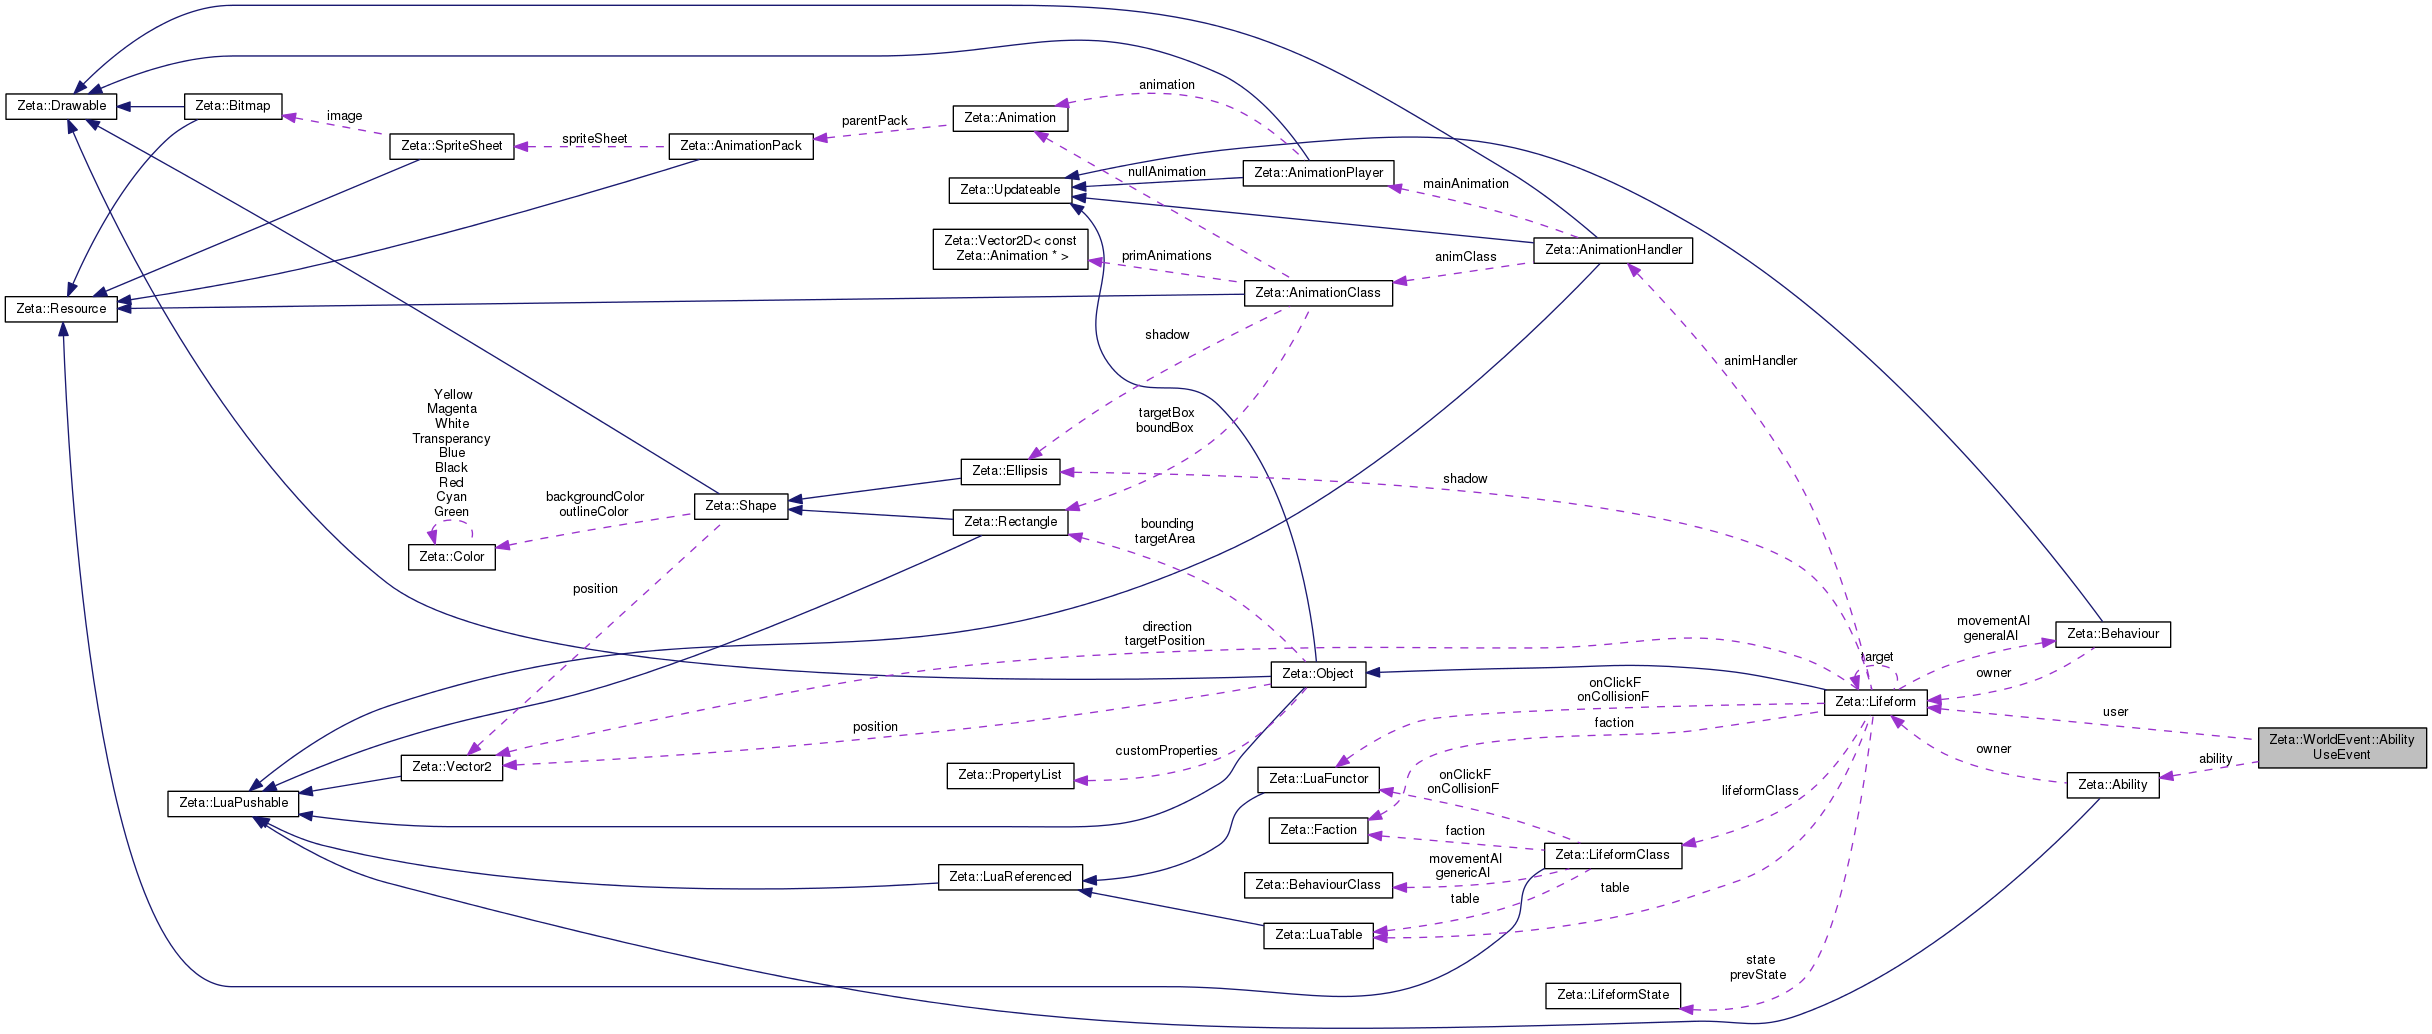 Zeta::Drawable
Zeta::Bitmap
image
Zeta::SpriteSheet
spriteSheet
Zeta::AnimationPack
parentPack
Zeta::Animation
animation
Zeta::AnimationPlayer
mainAnimation
nullAnimation
Zeta::Updateable
Zeta::Vector2D< const
Zeta::Animation * >
primAnimations
animClass
Zeta::AnimationHandler
Zeta::AnimationClass
Zeta::Resource
shadow
animHandler
targetBox
boundBox
Yellow
Magenta
White
Transperancy
Blue
Black
Red
Cyan
Green
Zeta::Color
backgroundColor
outlineColor
Zeta::Shape
Zeta::Ellipsis
shadow
Zeta::Rectangle
bounding
targetArea
position
direction
targetPosition
movementAI
generalAI
Zeta::Behaviour
target
owner
Zeta::Object
onClickF
onCollisionF
Zeta::Lifeform
user
faction
position
customProperties
owner
ability
Zeta::WorldEvent::Ability
UseEvent
Zeta::Vector2
Zeta::PropertyList
Zeta::LuaFunctor
onClickF
onCollisionF
lifeformClass
Zeta::Ability
Zeta::LuaPushable
Zeta::Faction
faction
Zeta::LifeformClass
movementAI
genericAI
Zeta::LuaReferenced
Zeta::BehaviourClass
table
table
Zeta::LuaTable
state
prevState
Zeta::LifeformState